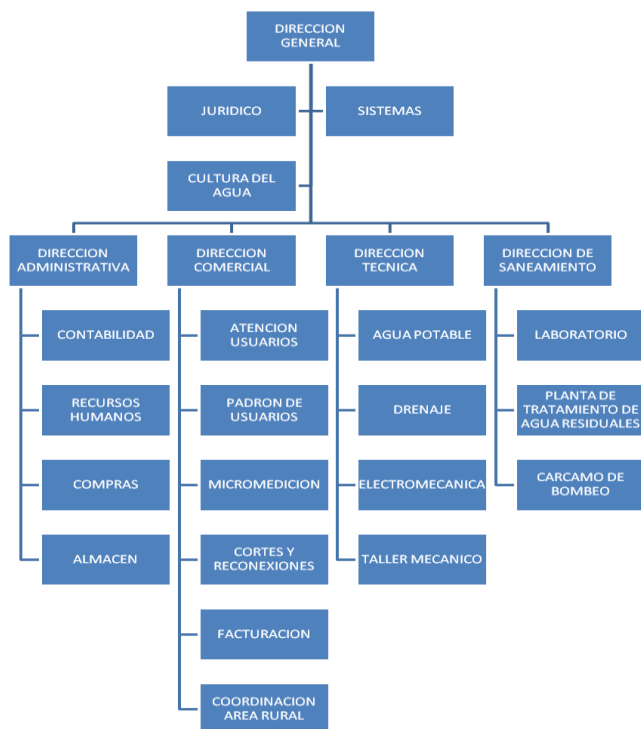 DIRECCION
GENERAL
JURIDICO
SISTEMAS
CULTURA DEL
AGUA
DIRECCION
ADMINISTRATIVA
CONTABILIDAD
RECURSOS
HUMANOS
COMPRAS
ALMACEN
DIRECCION
COMERCIAL
ATENCION
USUARIOS
PADRON DE
USUARIOS
MICROMEDICION
CORTES Y
RECONEXIONES
FACTURACION
COORDINACION
AREA RURAL
DIRECCION
TECNICA
AGUA POTABLE
DRENAJE
ELECTROMECANICA
TALLER MECANICO
DIRECCION DE
SANEAMIENTO
LABORATORIO
PLANTA DE
TRATAMIENTO DE
AGUA RESIDUALES
CARCAMO DE
BOMBEO